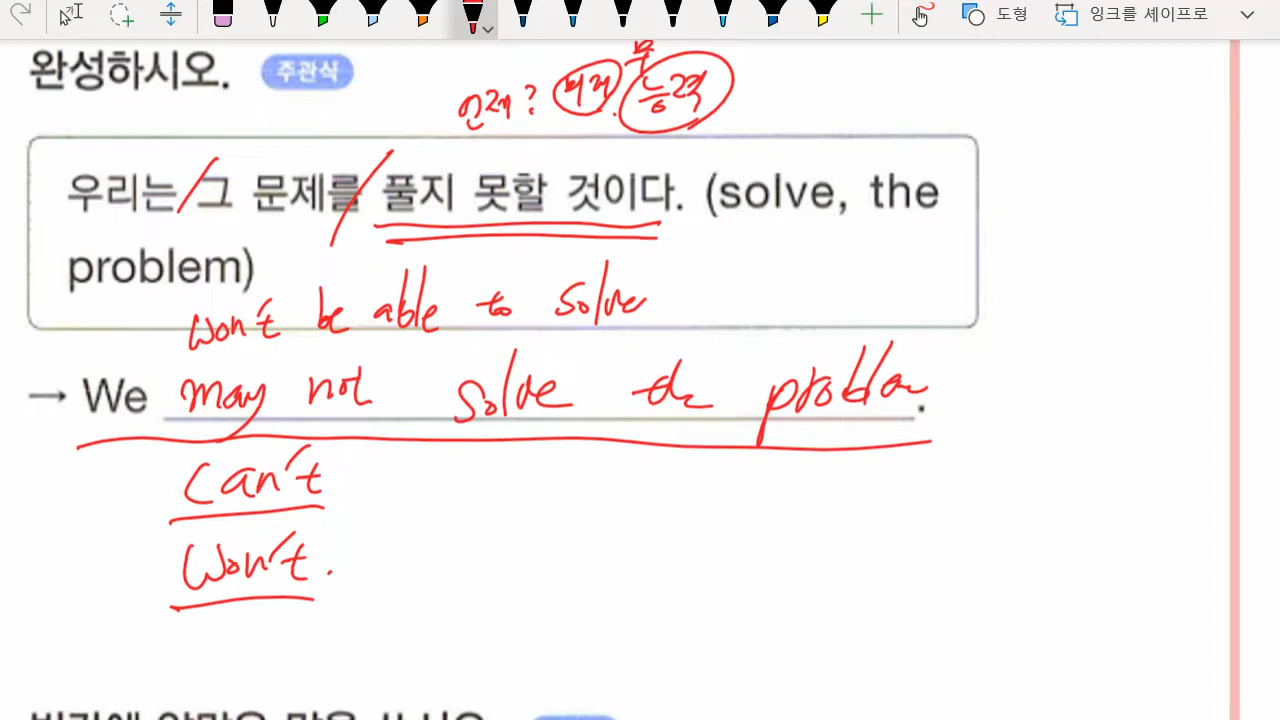 도형 잉크를 셰이프로
완성하시오. 주관식
부
언제? 미래. 능력
우리는/그 문제를/풀지 못할 것이다. (solve, the
problem)
won't be able to solve
→ We may not solve the problem.
can't
won't.